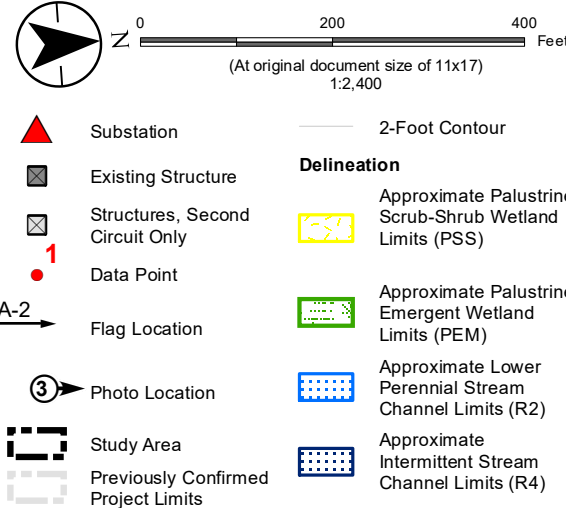 N
0 200 400
Feet
(At original document size of 11x17)
1:2,400
Substation
Existing Structure
Structures, Second
Circuit Only
1
Data Point
A-2
Flag Location
3
Photo Location
Study Area
Previously Confirmed
Project Limits
2-Foot Contour
Delineation
Approximate Palustrine
Scrub-Shrub Wetland
Limits (PSS)
Approximate Palustrine
Emergent Wetland
Limits (PEM)
Approximate Lower
Perennial Stream
Channel Limits (R2)
Approximate
Intermittent Stream
Channel Limits (R4)